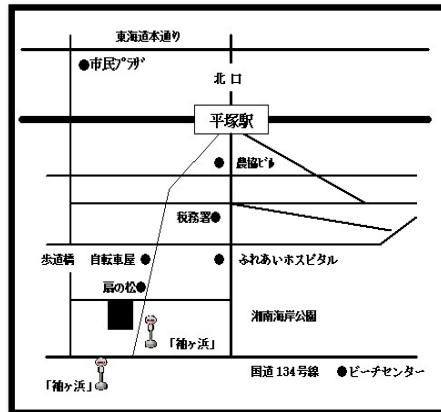 東海道本通り
●市民プラザ
北口
平塚駅
農協ビル
税務署
歩道橋
自転車屋
ふれあいホスピタル
扇の松
湘南海岸公園
「袖ヶ浜」
国道134号線
●ビーチセンター
「袖ヶ浜」